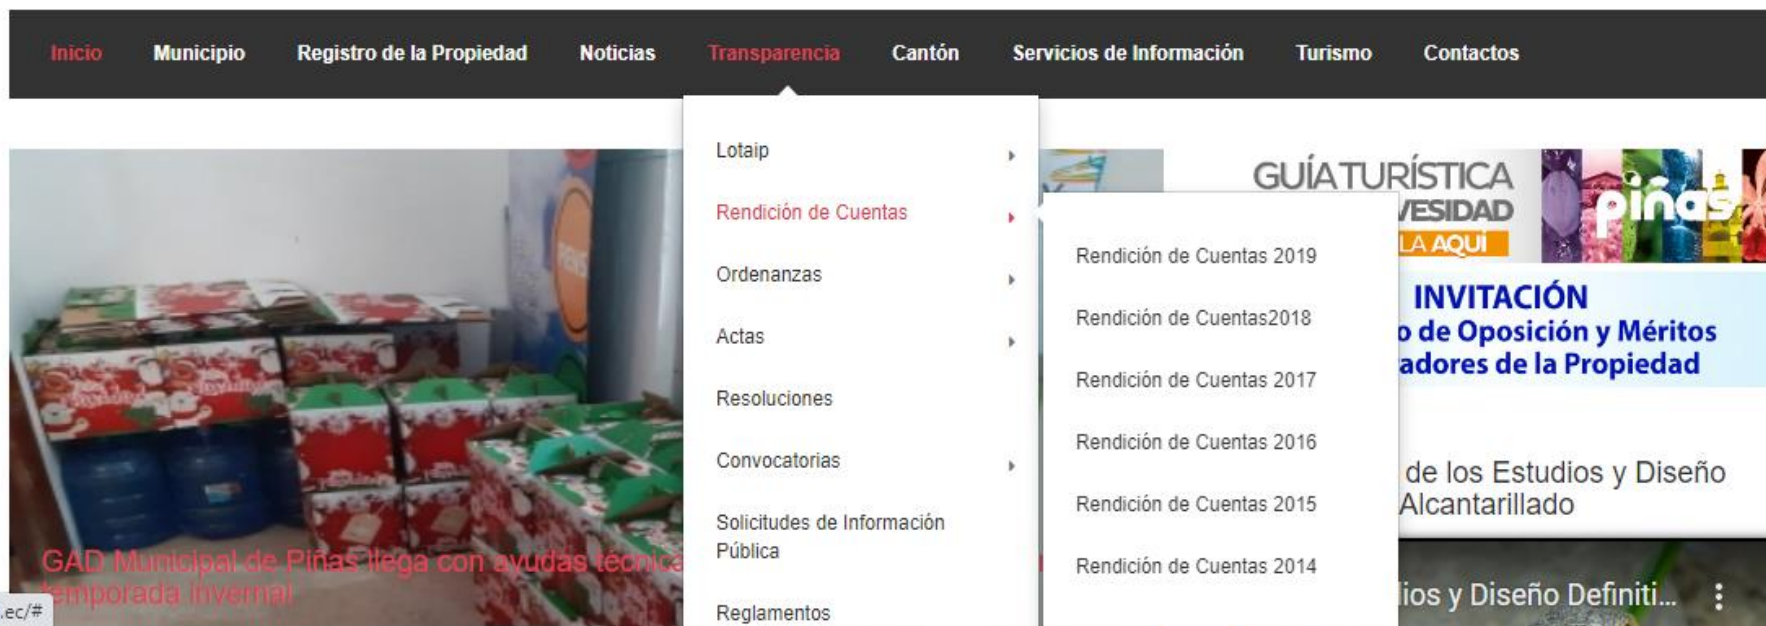 Inicio Municipio Registro de la Propiedad Noticias Transparencia Cantón Servicios de Información Turismo Contactos
Lotaip
Rendición de Cuentas
Ordenanzas
Actas
Resoluciones
Convocatorias
Solicitudes de Información
Pública
Reglamentos
Rendición de Cuentas 2019
Rendición de Cuentas2018
Rendición de Cuentas 2017
Rendición de Cuentas 2016
Rendición de Cuentas 2015
Rendición de Cuentas 2014
GUÍA TURÍSTICA
VESIDAD
LA AQUÍ
piñas
INVITACIÓN
o de Oposición y Méritos
adores de la Propiedad
de los Estudios y Diseño
Alcantarillado
ios y Diseño Definiti...
GAD Municipal de Piñas llega con ayudas técnica
temporada invernal
.ec/#